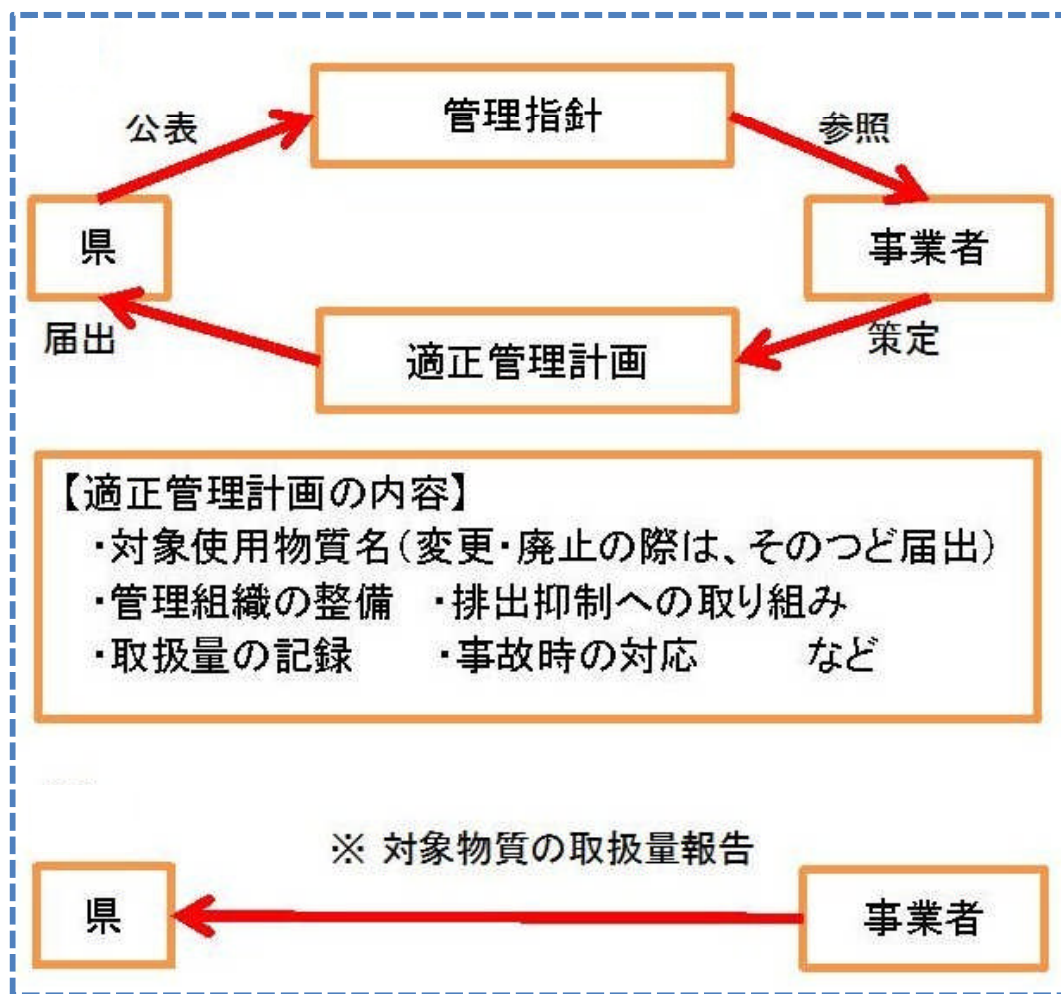 管理指針
公表
参照
県
事業者
届出
適正管理計画
策定
【適正管理計画の内容】
・対象使用物質名(変更・廃止の際は、そのつど届出)
・管理組織の整備 ・排出抑制への取り組み
・取扱量の記録 ・事故時の対応 など
※ 対象物質の取扱量報告
県
事業者